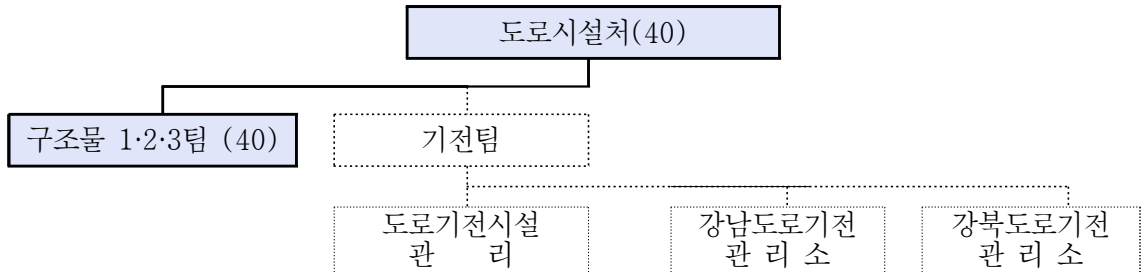 도로시설처(40)
구조물 1·2·3팀 (40)
기전팀
도로기전시설
관 리
강남도로기전
관 리 소
강북도로기전
관 리 소